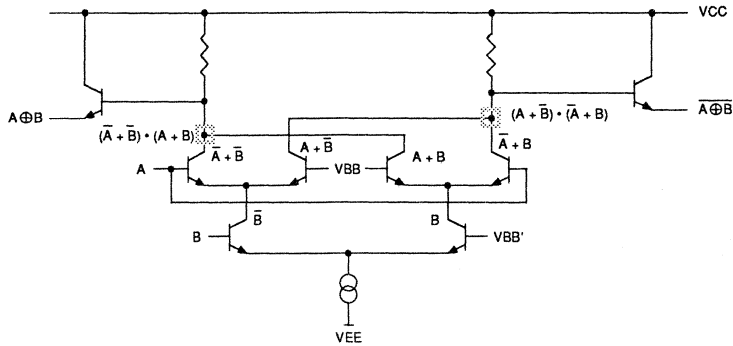 VCC
A⊕B
(A̅ + B̅) • (A + B)
(A + B̅) • (A̅ + B)
A̅⊕̅B̅
A̅ + B̅
A + B̅
A + B
A̅ + B
A
VBB
B̅
B
B
VBB'
VEE